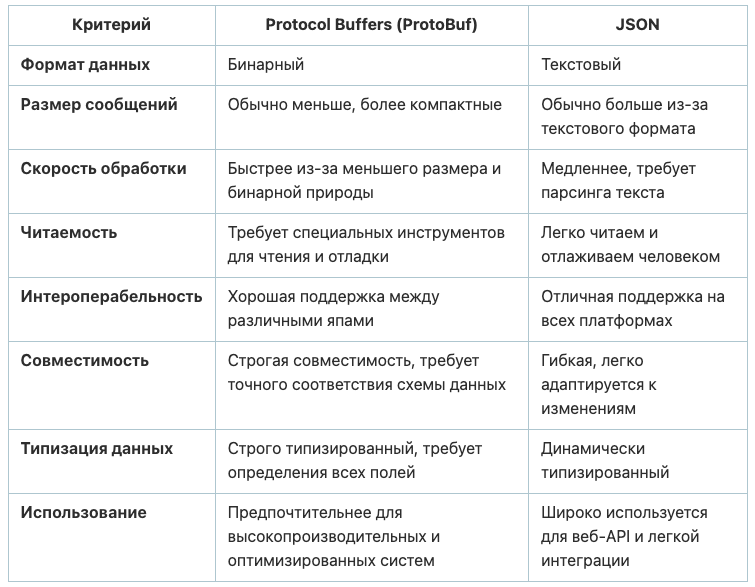 Критерий Protocol Buffers (ProtoBuf) JSON
Формат данных Бинарный Текстовый
Размер сообщений Обычно меньше, более компактные Обычно больше из-за
текстового формата
Скорость обработки Быстрее из-за меньшего размера и Медленнее, требует
бинарной природы парсинга текста
Читаемость Требует специальных инструментов Легко читаем и
для чтения и отладки отлаживаем человеком
Интероперабельность Хорошая поддержка между Отличная поддержка на
различными япами всех платформах
Совместимость Строгая совместимость, требует Гибкая, легко
точного соответствия схемы данных адаптируется к
изменениям
Типизация данных Строго типизированный, требует Динамически
определения всех полей типизированный
Использование Предпочтительнее для Широко используется
высокопроизводительных и для веб-API и легкой
оптимизированных систем интеграции